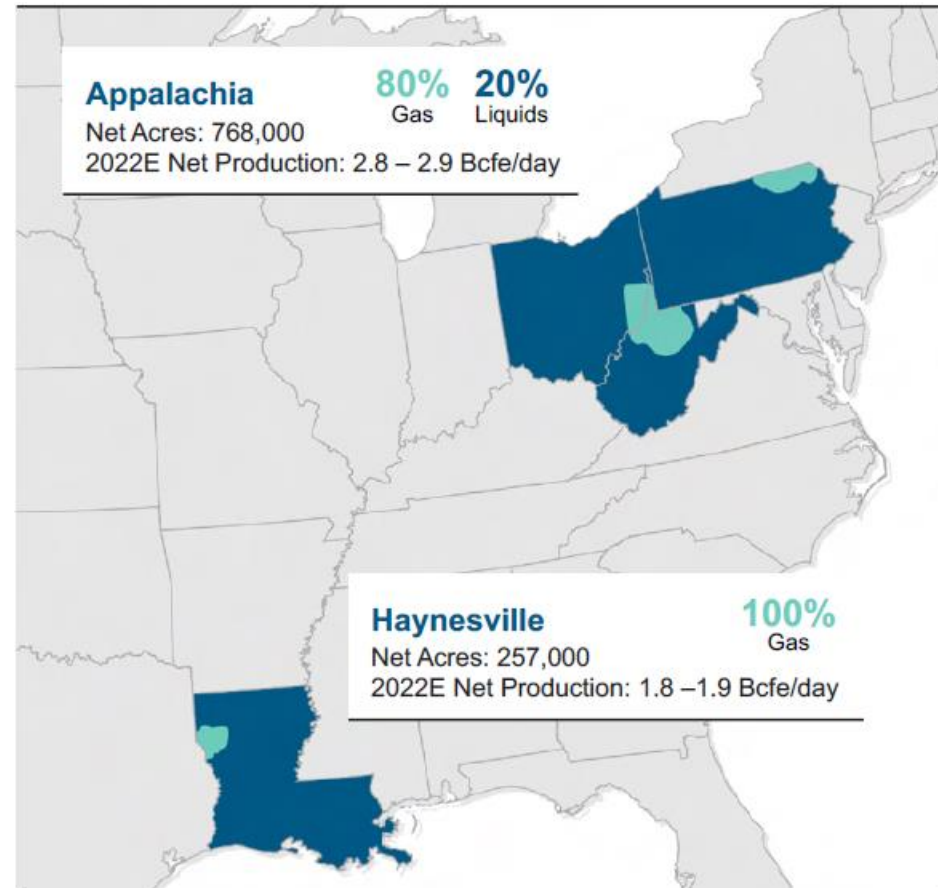 Appalachia
80% 20%
Gas Liquids
Net Acres: 768,000
2022E Net Production: 2.8 – 2.9 Bcfe/day
Haynesville
100%
Gas
Net Acres: 257,000
2022E Net Production: 1.8 –1.9 Bcfe/day